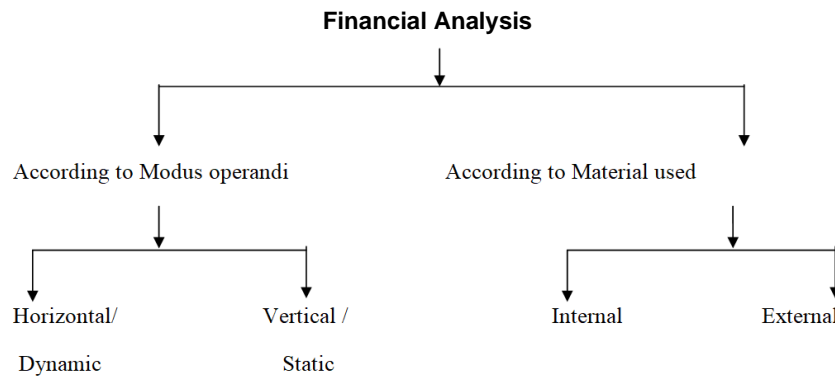 Financial Analysis
According to Modus operandi
According to Material used
Horizontal/
Dynamic
Vertical /
Static
Internal
External